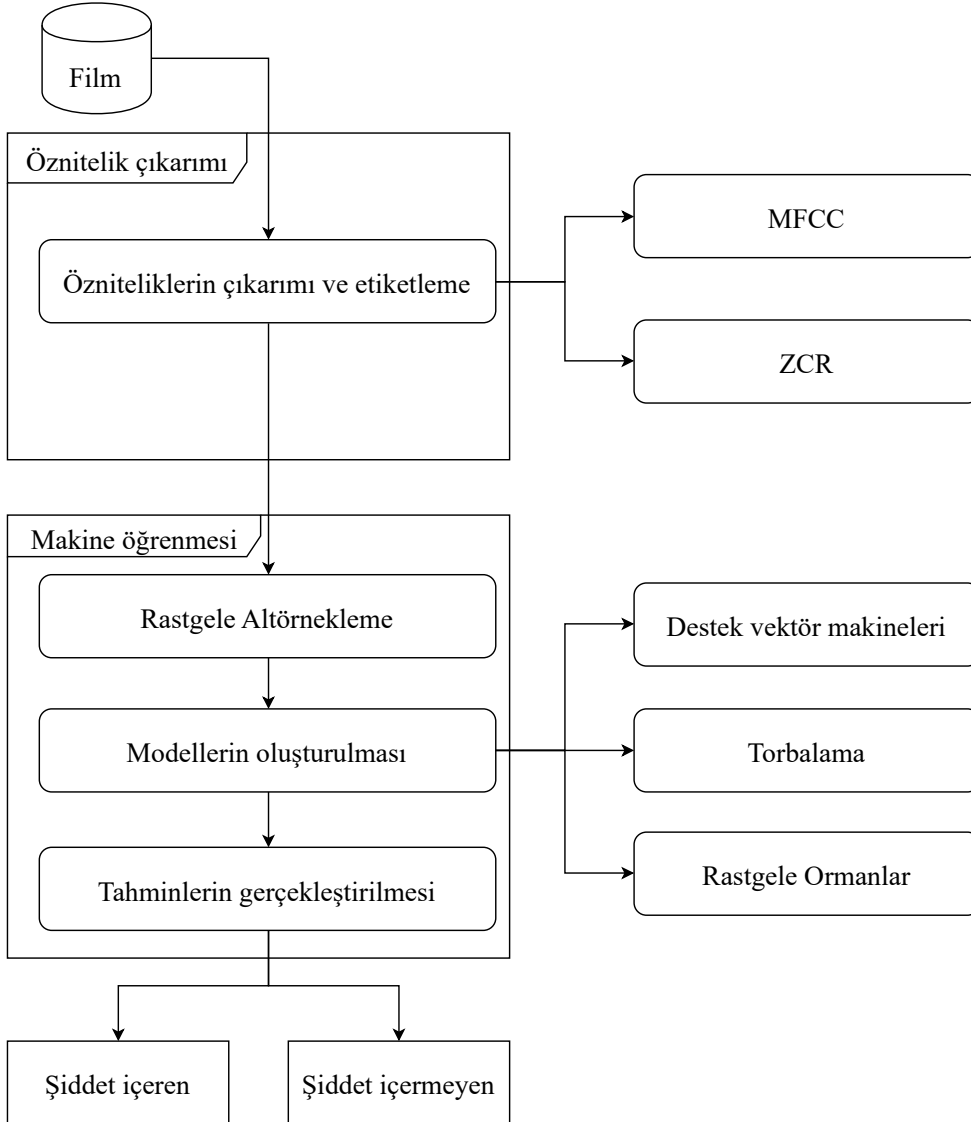 Film
Öznitelik çıkarımı
MFCC
Özniteliklerin çıkarımı ve etiketleme
ZCR
Makine öğrenmesi
Rastgele Altörnekleme
Destek vektör makineleri
Modellerin oluşturulması
Torbalama
Tahminlerin gerçekleştirilmesi
Rastgele Ormanlar
Şiddet içeren
Şiddet içermeyen